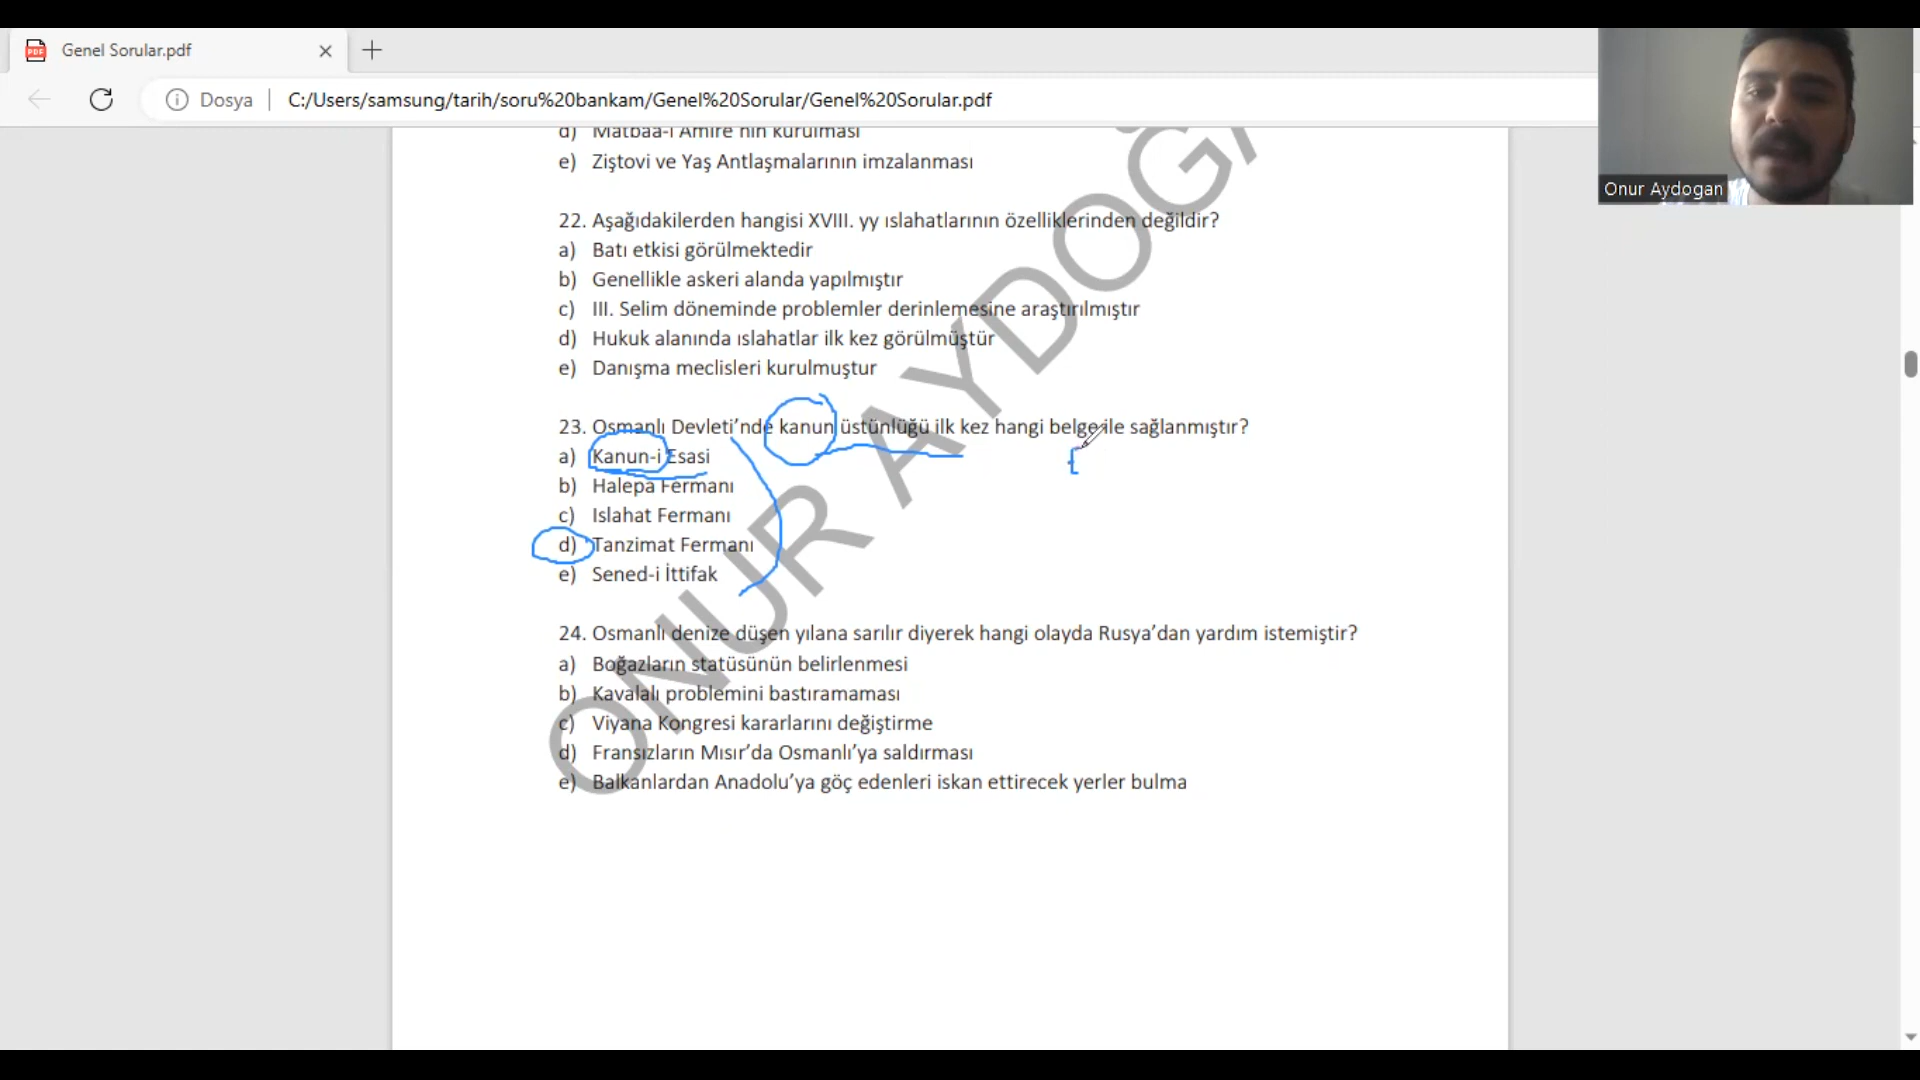 Genel Sorular.pdf
Dosya
C:/Users/samsung/tarih/soru%20bankam/Genel%20Sorular/Genel%20Sorular.pdf
Onur Aydogan
d) Matbaa-i Amire'nin kurulması
e) Ziştovi ve Yaş Antlaşmalarının imzalanması
22. Aşağıdakilerden hangisi XVIII. yy ıslahatlarının özelliklerinden değildir?
a) Batı etkisi görülmektedir
b) Genellikle askeri alanda yapılmıştır
c) III. Selim döneminde problemler derinlemesine araştırılmıştır
d) Hukuk alanında ıslahatlar ilk kez görülmüştür
e) Danışma meclisleri kurulmuştur
23. Osmanlı Devleti'nde kanun üstünlüğü ilk kez hangi belge ile sağlanmıştır?
a) Kanun-i Esasi
b) Halepa Fermanı
c) Islahat Fermanı
d) Tanzimat Fermanı
e) Sened-i İttifak
24. Osmanlı denize düşen yılana sarılır diyerek hangi olayda Rusya'dan yardım istemiştir?
a) Boğazların statüsünün belirlenmesi
b) Kavalalı problemini bastıramaması
c) Viyana Kongresi kararlarını değiştirme
d) Fransızların Mısır'da Osmanlı'ya saldırması
e) Balkanlardan Anadolu'ya göç edenleri iskan ettirecek yerler bulma
ONUR AYDOĞA